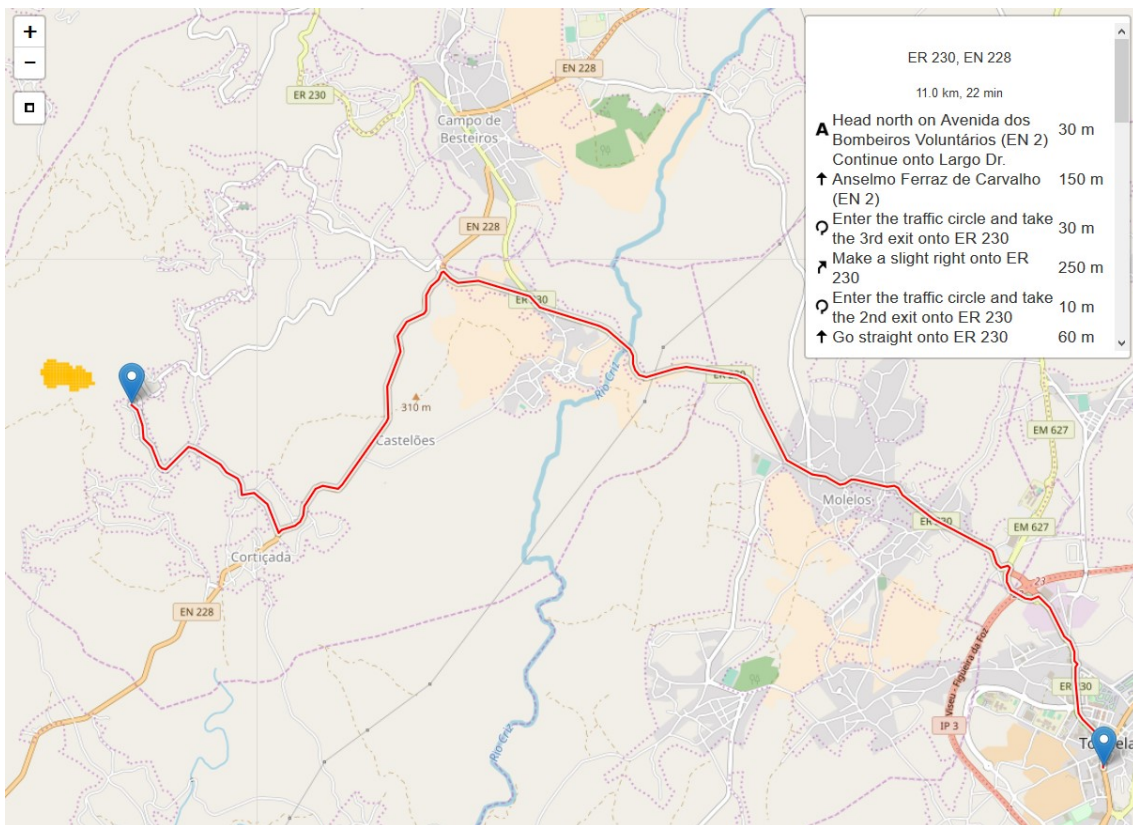 +
−
ER 230, EN 228
11.0 km, 22 min
A Head north on Avenida dos 30 m
Bombeiros Voluntários (EN 2)
Continue onto Largo Dr.
Anselmo Ferraz de Carvalho 150 m
(EN 2)
Enter the traffic circle and take 30 m
the 3rd exit onto ER 230
Make a slight right onto ER 250 m
230
Enter the traffic circle and take 10 m
the 2nd exit onto ER 230
Go straight onto ER 230 60 m
EN 228
ER 230
Campo de
Besteiros
EN 228
Rio Criz
310 m
Castelões
EM 627
Molelos
ER 230
EM 627
Cortiçada
23
EN 228
Viseu - Figueira da Foz
ER 230
IP 3
Rio Criz